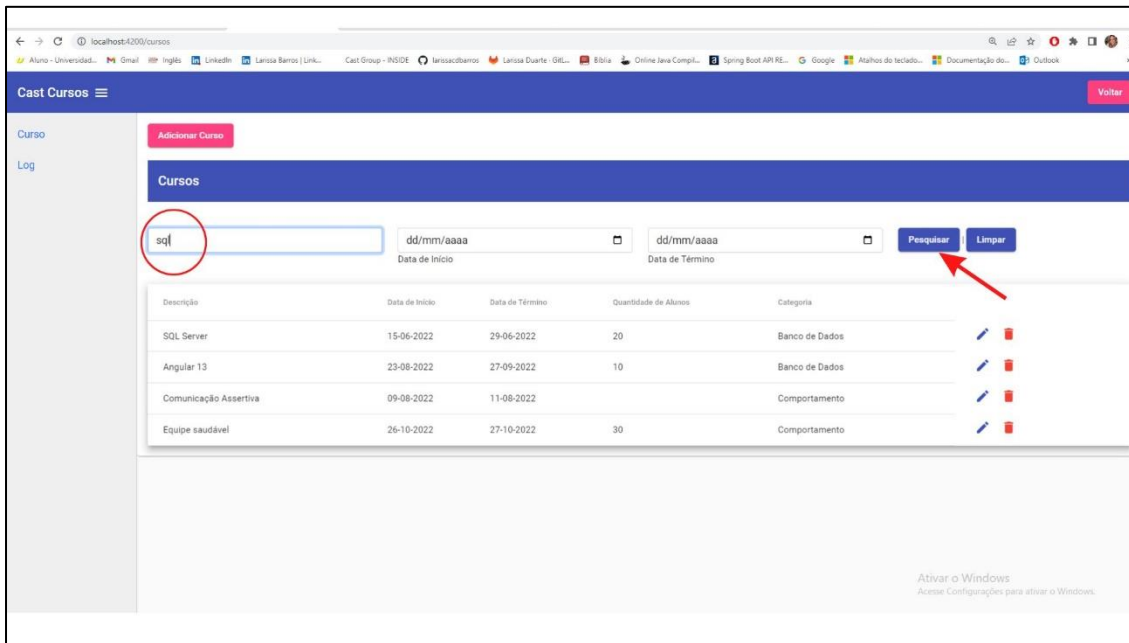 localhost:4200/cursos
Aluno - Universidad... Gmail Inglês LinkedIn Larissa Barros | Link... Cast Group - INSIDE larissacdbarros Larissa Duarte · GitL... Biblia Online Java Compil... Spring Boot API RE... Google Atalhos do teclado... Documentação do... Outlook
Cast Cursos Voltar
Curso Adicionar Curso
Log
Cursos
sql dd/mm/aaaa dd/mm/aaaa Pesquisar | Limpar
Data de Início Data de Término
Descrição Data de Início Data de Término Quantidade de Alunos Categoria
SQL Server 15-06-2022 29-06-2022 20 Banco de Dados
Angular 13 23-08-2022 27-09-2022 10 Banco de Dados
Comunicação Assertiva 09-08-2022 11-08-2022 Comportamento
Equipe saudável 26-10-2022 27-10-2022 30 Comportamento
Ativar o Windows
Acesse Configurações para ativar o Windows.